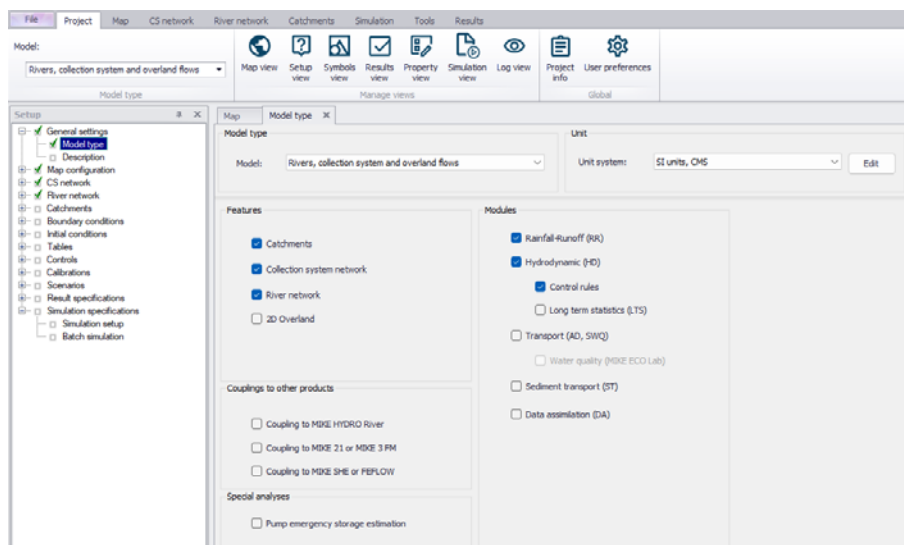 File Project Map CS network River network Catchments Simulation Tools Results
Model:
Rivers, collection system and overland flows
Model type
Map view
Setup view
Symbols view
Results view
Property view
Simulation view
Log view
Manage views
Project info
User preferences
Global
Setup
General settings
Model type
Description
Map configuration
CS network
River network
Catchments
Boundary conditions
Initial conditions
Tables
Controls
Calibrations
Scenarios
Result specifications
Simulation specifications
Simulation setup
Batch simulation
Map Model type
Model type
Model: Rivers, collection system and overland flows
Unit
Unit system: SI units, CMS Edit
Features
Catchments
Collection system network
River network
2D Overland
Couplings to other products
Coupling to MIKE HYDRO River
Coupling to MIKE 21 or MIKE 3 FM
Coupling to MIKE SHE or FEFLOW
Special analyses
Pump emergency storage estimation
Modules
Rainfall-Runoff (RR)
Hydrodynamic (HD)
Control rules
Long term statistics (LTS)
Transport (AD, SWQ)
Water quality (MIKE ECO Lab)
Sediment transport (ST)
Data assimilation (DA)